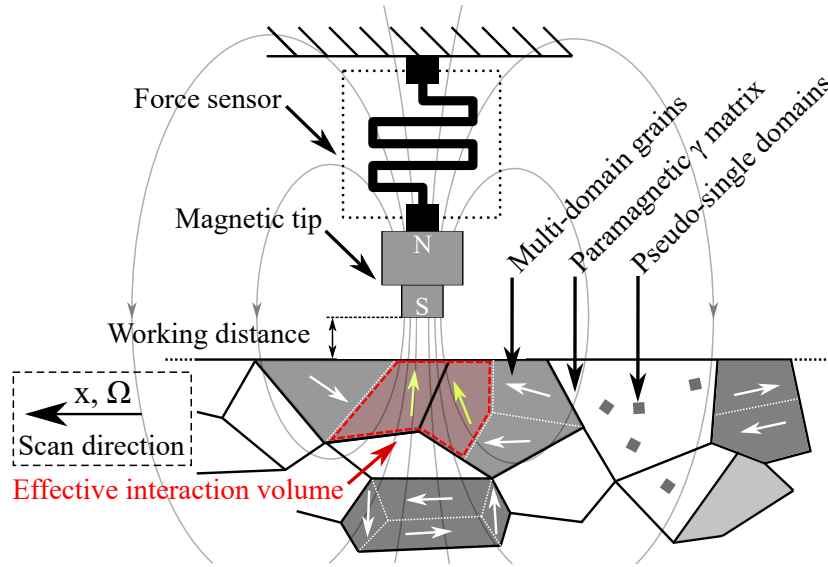 Force sensor
Magnetic tip
N
S
Working distance
Multi-domain grains
Paramagnetic γ matrix
Pseudo-single domains
x, Ω
Scan direction
Effective interaction volume